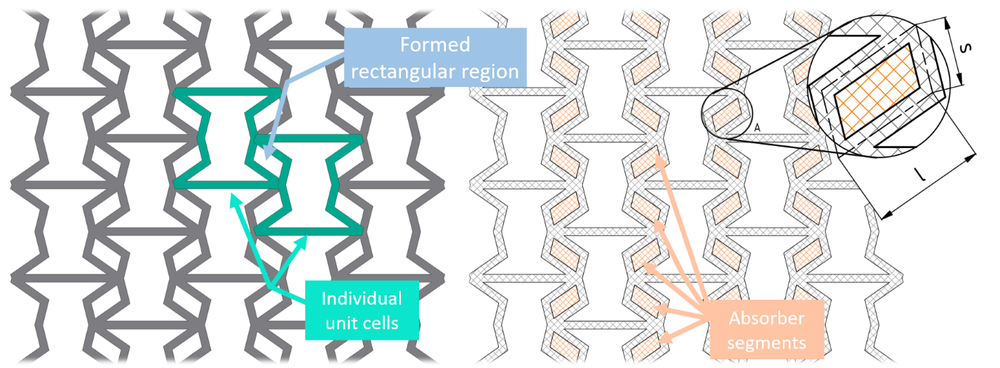 Formed
rectangular region
Individual
unit cells
A
s
l
Absorber
segments